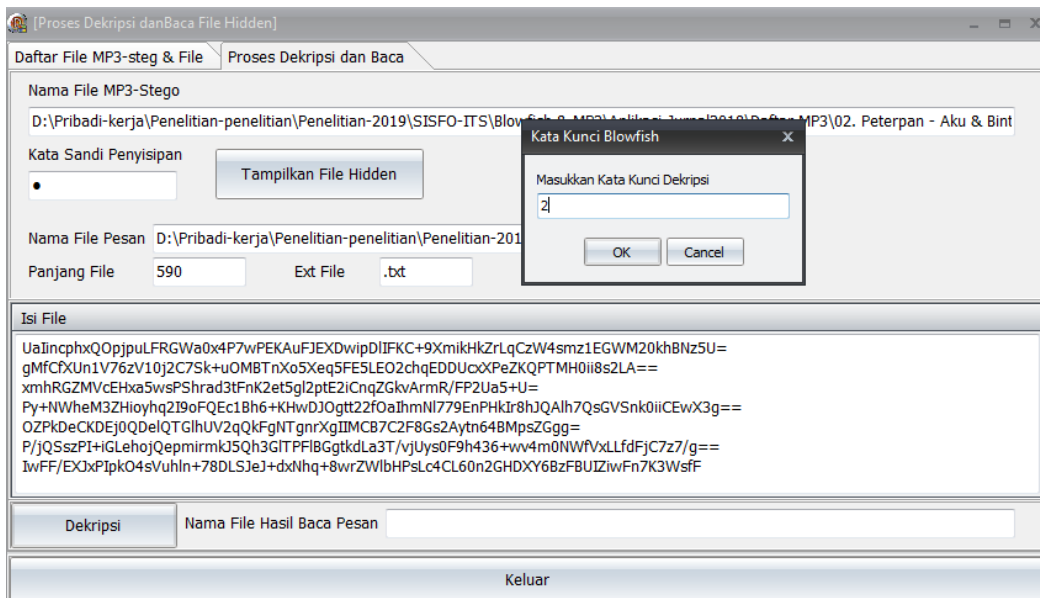 [Proses Dekripsi danBaca File Hidden]
Daftar File MP3-steg & File
Proses Dekripsi dan Baca
Nama File MP3-Stego
D:\Pribadi-kerja\Penelitian-penelitian\Penelitian-2019\SISFO-ITS\Blowfish & MP3\Aplikasi Jurnal2018\Daftar MP3\02. Peterpan - Aku & Bint
Kata Sandi Penyisipan
●
Tampilkan File Hidden
Kata Kunci Blowfish
x
Masukkan Kata Kunci Dekripsi
2
OK
Cancel
Nama File Pesan
D:\Pribadi-kerja\Penelitian-penelitian\Penelitian-201
Panjang File
590
Ext File
.txt
Isi File
UaIincphxQOpjpuLFRGWa0x4P7wPEKAuFJEXDwipDlIFKC+9XmikHkZrLqCzW4smz1EGWM20khBNz5U=
gMfCfXUn1V76zV10j2C7Sk+uOMBTnXo5Xeq5FE5LEO2chqEDDUcxXPeZKQPTMH0ii8s2LA==
xmhRGZMVcEHxa5wsPShrad3tFnK2et5gl2ptE2iCnqZGkvArmR/FP2Ua5+U=
Py+NWheM3ZHioyhq2I9oFQEc1Bh6+KHwDJOgtt22fOaIhmNl779EnPHkIr8hJQAlh7QsGVSnk0iiCEwX3g==
OZPkDeCKDEj0QDelQTGlhUV2qQkFgNTgnrXgIIMCB7C2F8Gs2Aytn64BMpsZGgg=
P/jQSszPI+iGLehojQepmirmkJ5Qh3GlTPFlBGgtkdLa3T/vjUys0F9h436+wv4m0NWfVxLLfdFjC7z7/g==
IwFF/EXJxPIpkO4sVuhln+78DLSJeJ+dxNhq+8wrZWlbHPsLc4CL60n2GHDXY6BzFBUIZiwFn7K3WsfF
Dekripsi
Nama File Hasil Baca Pesan
Keluar